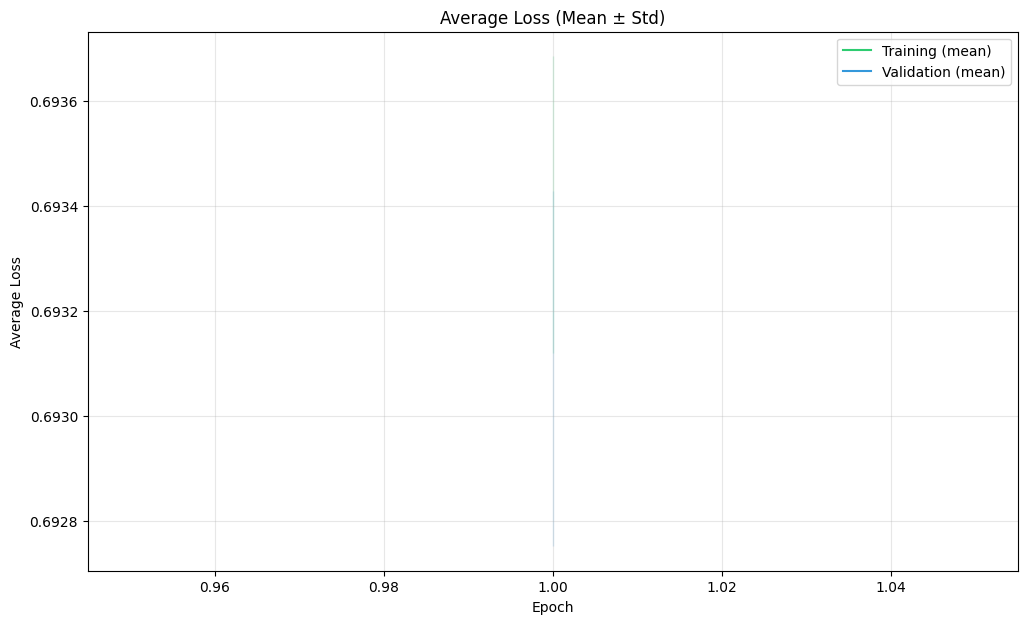 Average Loss (Mean ± Std)
Training (mean)
Validation (mean)
0.6936
0.6934
0.6932
0.6930
0.6928
Average Loss
0.96
0.98
1.00
1.02
1.04
Epoch